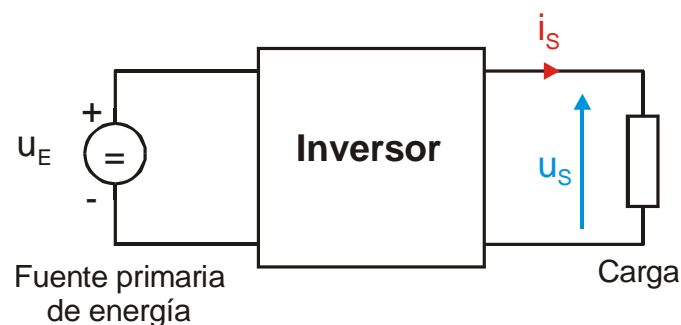 i_S
+
u_E
=
-
Inversor
u_S
Fuente primaria
de energía
Carga